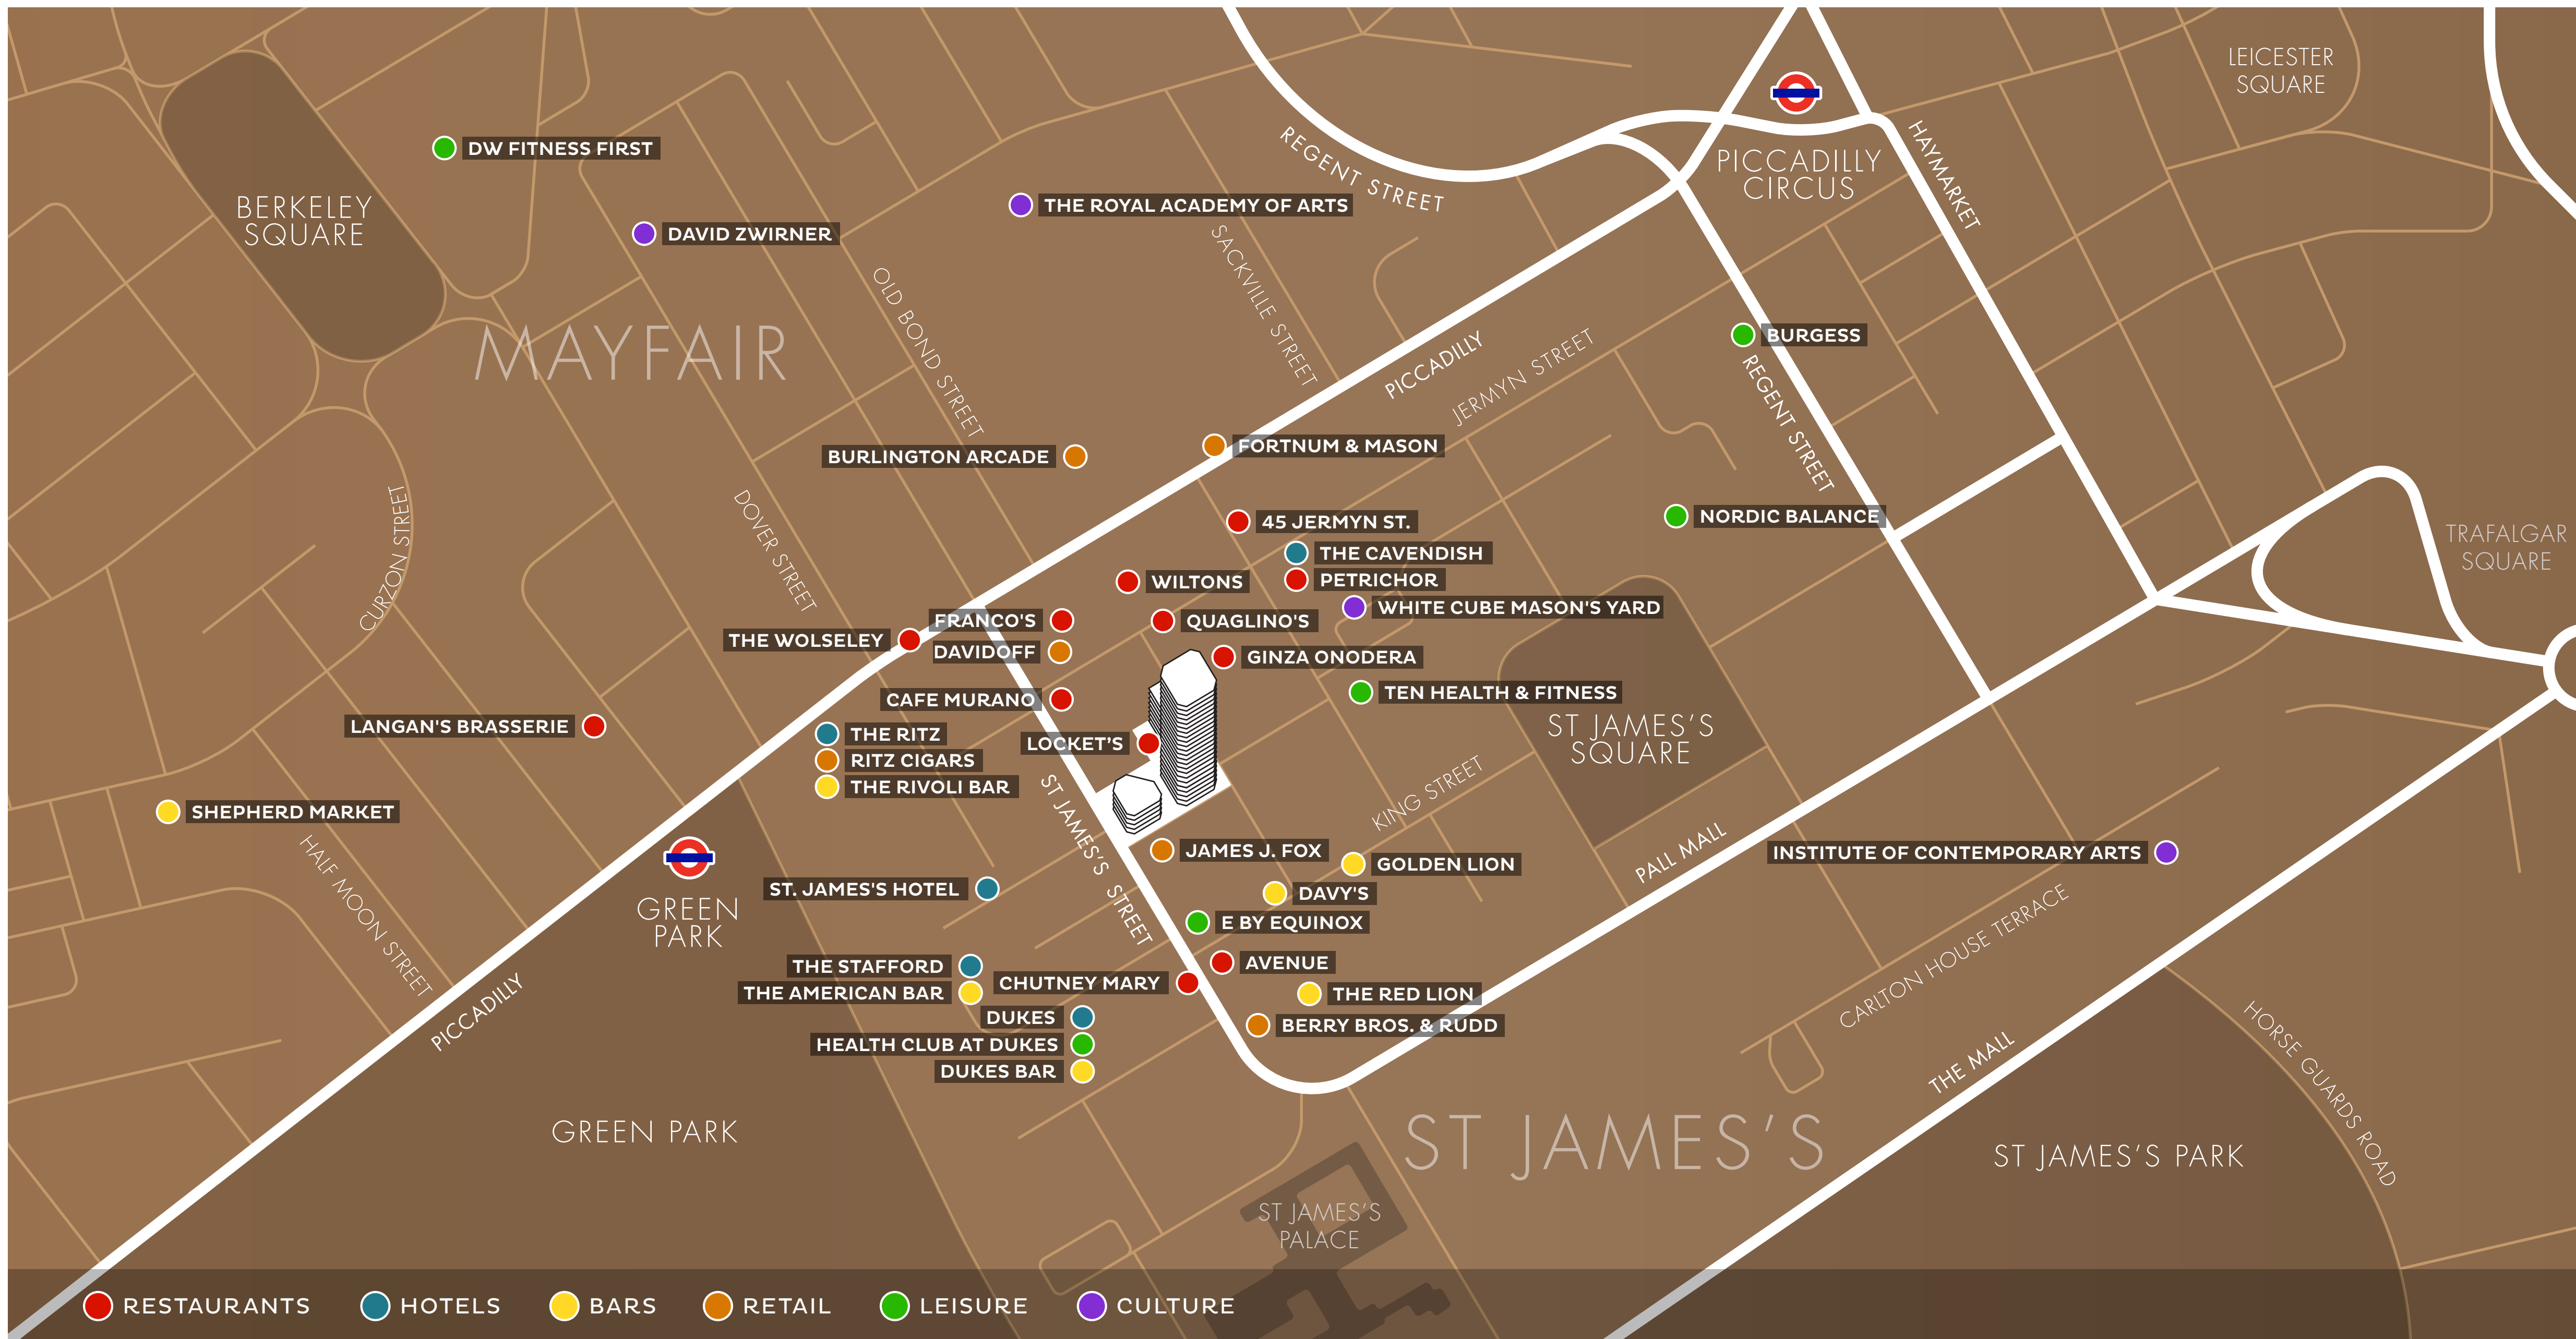 LEICESTER
SQUARE
DW FITNESS FIRST
BERKELEY
SQUARE
DAVID ZWIRNER
THE ROYAL ACADEMY OF ARTS
REGENT STREET
PICCADILLY
CIRCUS
HAYMARKET
MAYFAIR
OLD BOND STREET
SACKVILLE STREET
PICCADILLY
JERMYN STREET
BURGESS
REGENT STREET
BURLINGTON ARCADE
FORTNUM & MASON
CURZON STREET
DOVER STREET
45 JERMYN ST.
NORDIC BALANCE
TRAFALGAR
SQUARE
THE CAVENDISH
WILTONS
PETRICHOR
WHITE CUBE MASON'S YARD
FRANCO'S
QUAGLINO'S
THE WOLSELEY
DAVIDOFF
GINZA ONODERA
CAFE MURANO
TEN HEALTH & FITNESS
LANGAN'S BRASSERIE
THE RITZ
LOCKET'S
ST JAMES'S
SQUARE
RITZ CIGARS
THE RIVOLI BAR
SHEPHERD MARKET
HALF MOON STREET
ST JAMES'S STREET
KING STREET
PALL MALL
JAMES J. FOX
GOLDEN LION
INSTITUTE OF CONTEMPORARY ARTS
ST. JAMES'S HOTEL
DAVY'S
GREEN
PARK
E BY EQUINOX
THE STAFFORD
AVENUE
CHUTNEY MARY
THE AMERICAN BAR
THE RED LION
PICCADILLY
DUKES
BERRY BROS. & RUDD
HEALTH CLUB AT DUKES
DUKES BAR
CARLTON HOUSE TERRACE
THE MALL
HORSE GUARDS ROAD
GREEN PARK
ST JAMES'S
ST JAMES'S PARK
ST JAMES'S
PALACE
RESTAURANTS
HOTELS
BARS
RETAIL
LEISURE
CULTURE